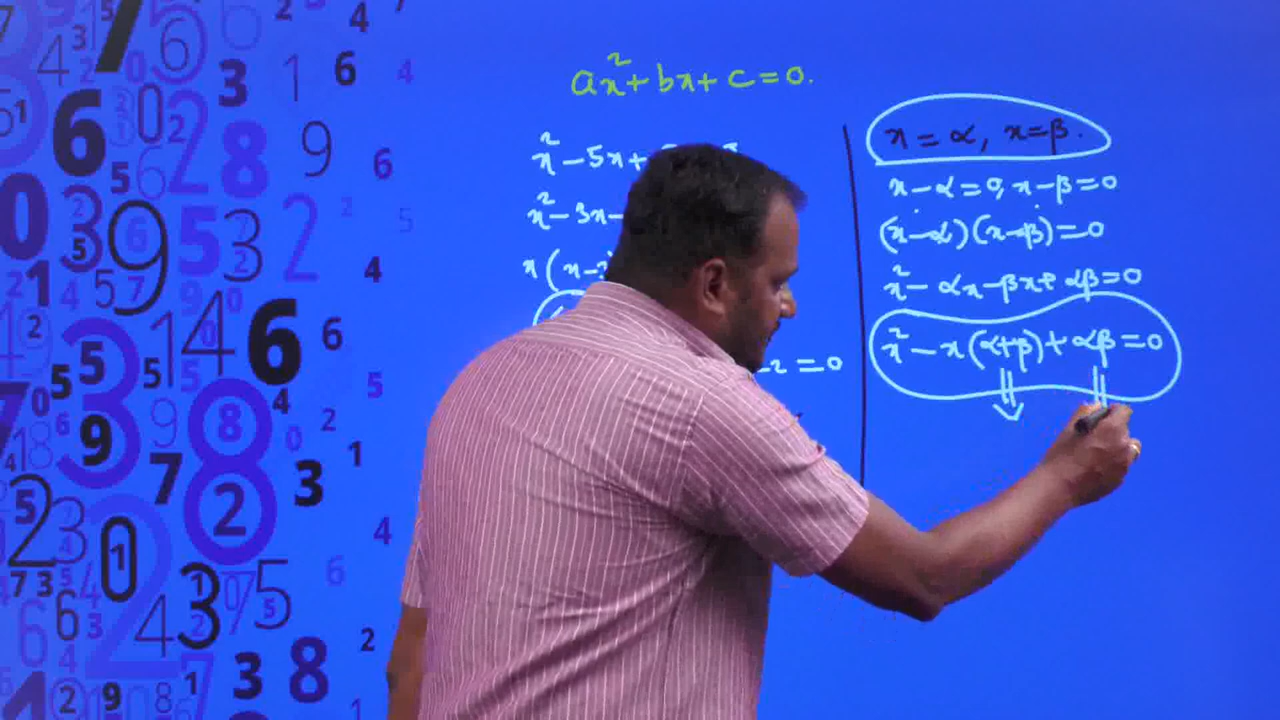 ax²+bx+c=0.
x²-5x+
x²-3x-
x(x-
-2=0
x=α, x=β.
x-α=0, x-β=0
(x-α)(x-β)=0
x²-αx-βx+αβ=0
x²-x(α+β)+αβ=0